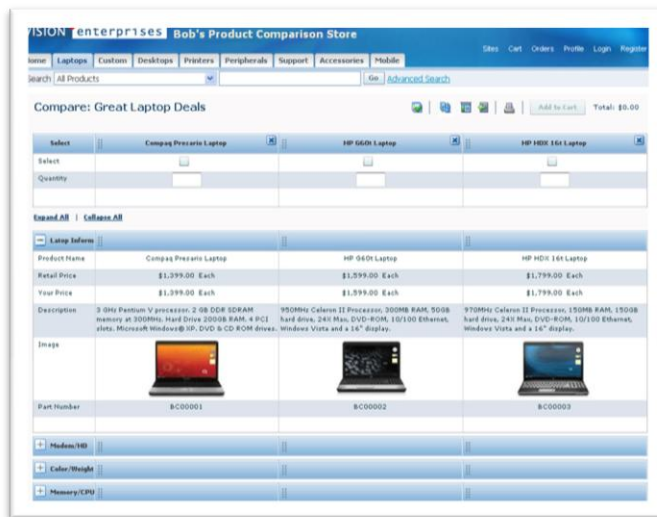 VISION enterprises Bob's Product Comparison Store
Sites Cart Orders Profile Login Register
Home Laptops Custom Desktops Printers Peripherals Support Accessories Mobile
Search All Products Go Advanced Search
Compare: Great Laptop Deals Add to Cart Total: $0.00
Select Compaq Presario Laptop HP G60t Laptop HP HDX 16t Laptop
Select
Quantity
Expand All | Collapse All
Latop Inform
Product Name Compaq Presario Laptop HP G60t Laptop HP HDX 16t Laptop
Retail Price $1,399.00 Each $1,599.00 Each $1,799.00 Each
Your Price $1,399.00 Each $1,599.00 Each $1,799.00 Each
Description 3 GHz Pentium V processor. 2 GB DDR SDRAM 950MHz Celeron II Processor, 300MB RAM, 50GB 970MHz Celeron II Processor, 150MB RAM, 150GB
memory at 300MHz. Hard Drive 200GB RAM. 4 PCI hard drive, 24X Max, DVD-ROM, 10/100 Ethernet, hard drive, 24X Max, DVD-ROM, 10/100 Ethernet,
slots. Microsoft Windows® XP. DVD & CD ROM drives. Windows Vista and a 16" display. Windows Vista and a 16" display.
Image
Part Number BC00001 BC00002 BC00003
Modem/HD
Color/Weight
Memory/CPU